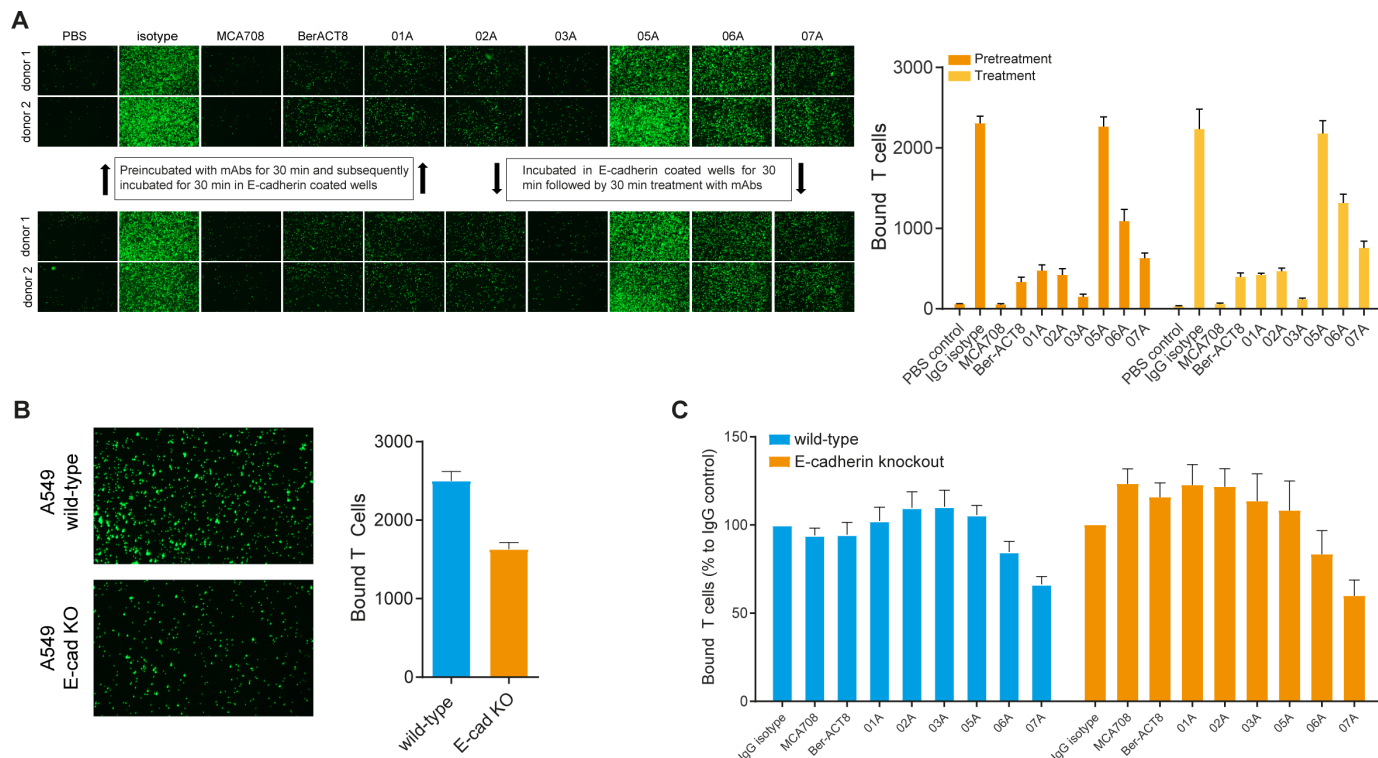 A
PBS isotype MCA708 BerACT8 01A 02A 03A 05A 06A 07A
donor 1
donor 2
Preincubated with mAbs for 30 min and subsequently
incubated for 30 min in E-cadherin coated wells
Incubated in E-cadherin coated wells for 30
min followed by 30 min treatment with mAbs
donor 1
donor 2
Pretreatment
Treatment
Bound T cells
3000
2000
1000
0
PBS control
IgG isotype
MCA708
Ber-ACT8
01A
02A
03A
05A
06A
07A
PBS control
IgG isotype
MCA708
Ber-ACT8
01A
02A
03A
05A
06A
07A
B
A549
wild-type
A549
E-cad KO
Bound T Cells
3000
2000
1000
0
wild-type
E-cad KO
C
wild-type
E-cadherin knockout
Bound T cells (% to IgG control)
150
100
50
0
IgG isotype
MCA708
Ber-ACT8
01A
02A
03A
05A
06A
07A
IgG isotype
MCA708
Ber-ACT8
01A
02A
03A
05A
06A
07A